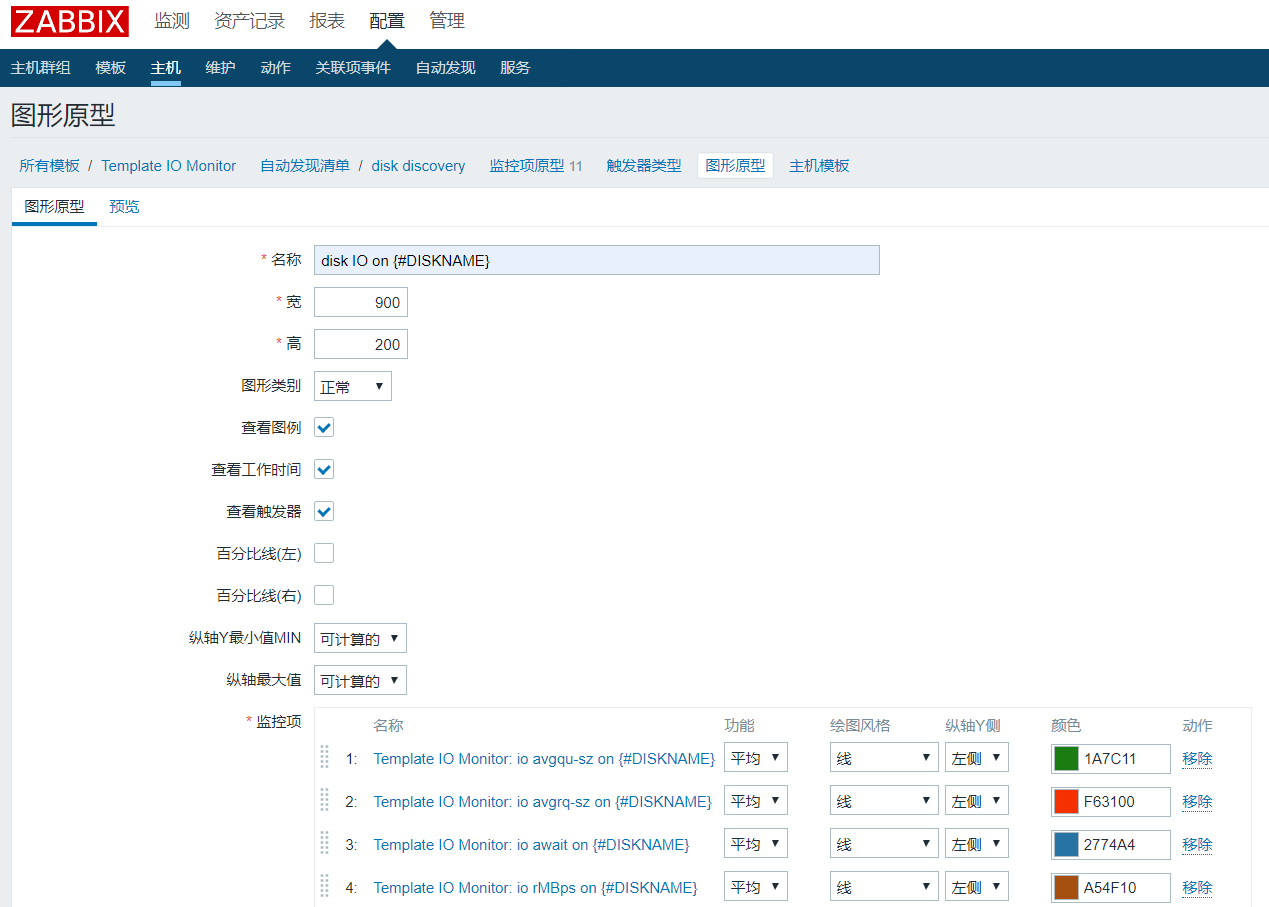 ZABBIX 监测 资产记录 报表 配置 管理
主机群组 模板 主机 维护 动作 关联项事件 自动发现 服务
图形原型
所有模板 / Template IO Monitor 自动发现清单 / disk discovery 监控项原型 11 触发器类型 图形原型 主机模板
图形原型 预览
* 名称 disk IO on {#DISKNAME}
* 宽 900
* 高 200
图形类别 正常
查看图例
查看工作时间
查看触发器
百分比线(左)
百分比线(右)
纵轴Y最小值MIN 可计算的
纵轴最大值 可计算的
* 监控项 名称 功能 绘图风格 纵轴Y侧 颜色 动作
1: Template IO Monitor: io avgqu-sz on {#DISKNAME} 平均 线 左侧 1A7C11 移除
2: Template IO Monitor: io avgrq-sz on {#DISKNAME} 平均 线 左侧 F63100 移除
3: Template IO Monitor: io await on {#DISKNAME} 平均 线 左侧 2774A4 移除
4: Template IO Monitor: io rMBps on {#DISKNAME} 平均 线 左侧 A54F10 移除